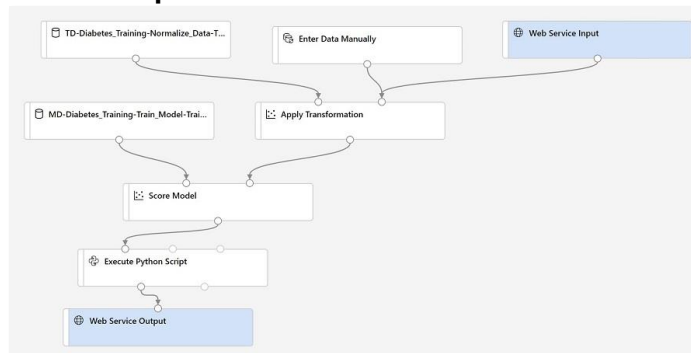 TD-Diabetes_Training-Normalize_Data-T...
Enter Data Manually
Web Service Input
MD-Diabetes_Training-Train_Model-Trai...
Apply Transformation
Score Model
Execute Python Script
Web Service Output